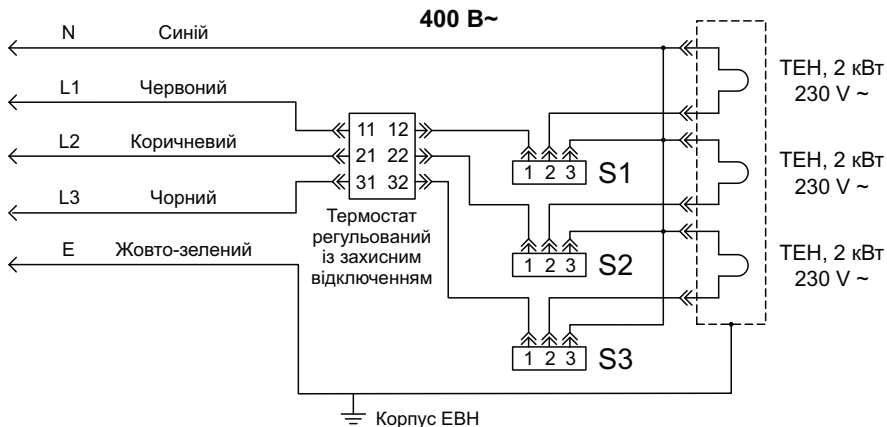 400 В~
N Синій
L1 Червоний
L2 Коричневий
L3 Чорний
E Жовто-зелений
11 12
21 22
31 32
Термостат
регульований
із захисним
відключенням
1 2 3 S1
1 2 3 S2
1 2 3 S3
ТЕН, 2 кВт
230 V ~
ТЕН, 2 кВт
230 V ~
ТЕН, 2 кВт
230 V ~
Корпус ЕВН